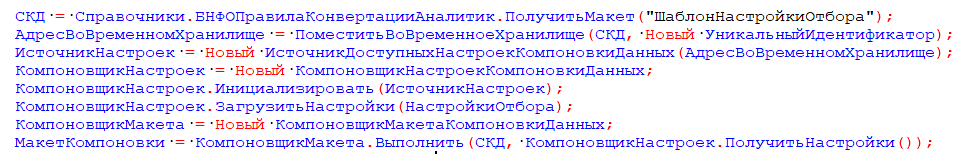 СКД = Справочники.БНФОПравилаКонвертацииАналитик.ПолучитьМакет("ШаблонНастройкиОтбора");
АдресВоВременномХранилище = ПоместитьВоВременноеХранилище(СКД, Новый УникальныйИдентификатор);
ИсточникНастроек = Новый ИсточникДоступныхНастроекКомпоновкиДанных(АдресВоВременномХранилище);
КомпоновщикНастроек = Новый КомпоновщикНастроекКомпоновкиДанных;
КомпоновщикНастроек.Инициализировать(ИсточникНастроек);
КомпоновщикНастроек.ЗагрузитьНастройки(НастройкиОтбора);
КомпоновщикМакета = Новый КомпоновщикМакетаКомпоновкиДанных;
МакетКомпоновки = КомпоновщикМакета.Выполнить(СКД, КомпоновщикНастроек.ПолучитьНастройки());